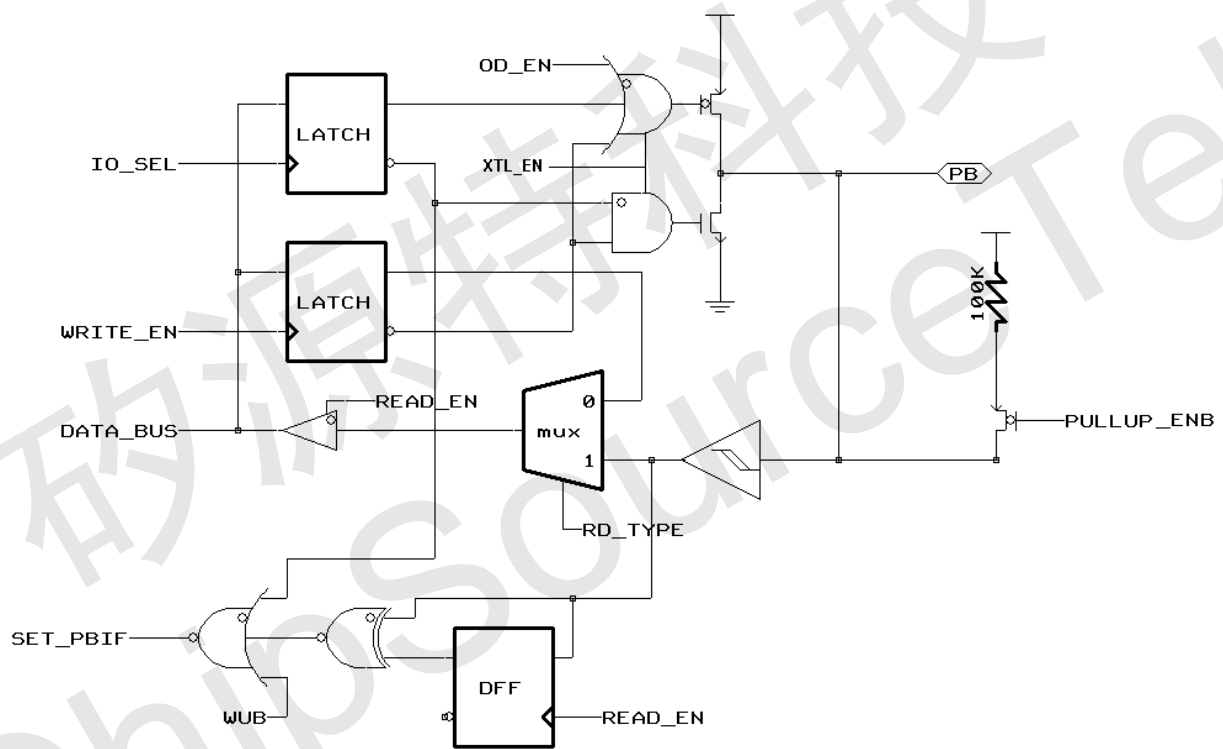 OD_EN
LATCH
IO_SEL
XTL_EN
PB
LATCH
100K
WRITE_EN
READ_EN
0
DATA_BUS
mux
PULLUP_ENB
1
RD_TYPE
SET_PBIF
DFF
WUB
READ_EN
矽源特科技
ChipSourceTek